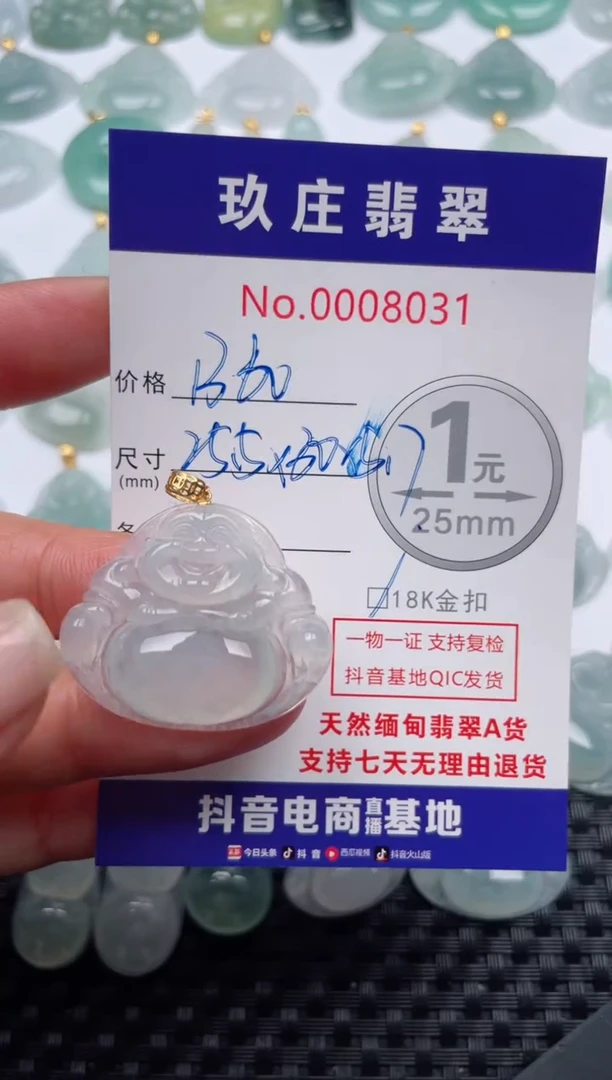 玖庄翡翠
No.0008031
价格
尺寸
(mm)
1元
25mm
□18K金扣
一物一证 支持复检
抖音基地QIC发货
天然缅甸翡翠A货
支持七天无理由退货
抖音电商直播基地
今日头条 抖音 西瓜视频 抖音火山版